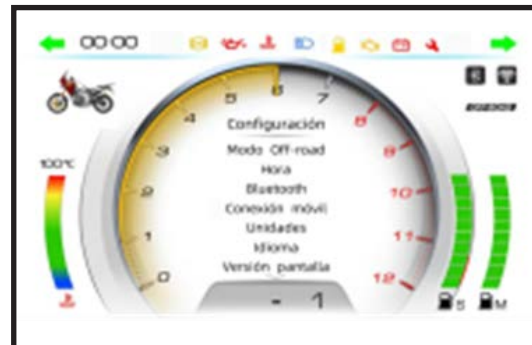 00:00
6
5
7
4
8
Configuración
3
9
Modo Off-road
100°C
Hora
2
Bluetooth
10
Conexión móvil
1
Unidades
11
Idioma
0
Versión pantalla
12
- 1
S
M